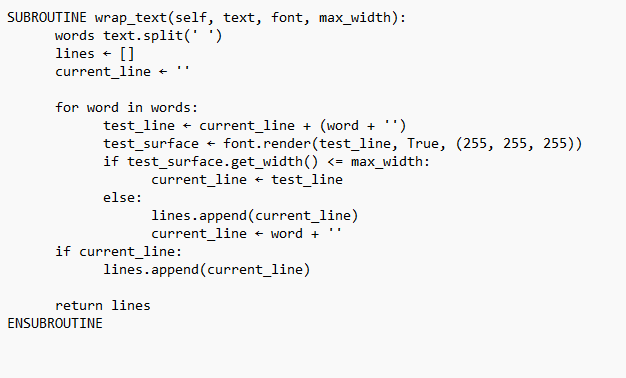 SUBROUTINE wrap_text(self, text, font, max_width):
words text.split(' ')
lines ← []
current_line ← ''
for word in words:
test_line ← current_line + (word + '')
test_surface ← font.render(test_line, True, (255, 255, 255))
if test_surface.get_width() <= max_width:
current_line ← test_line
else:
lines.append(current_line)
current_line ← word + ''
if current_line:
lines.append(current_line)
return lines
ENSUBROUTINE